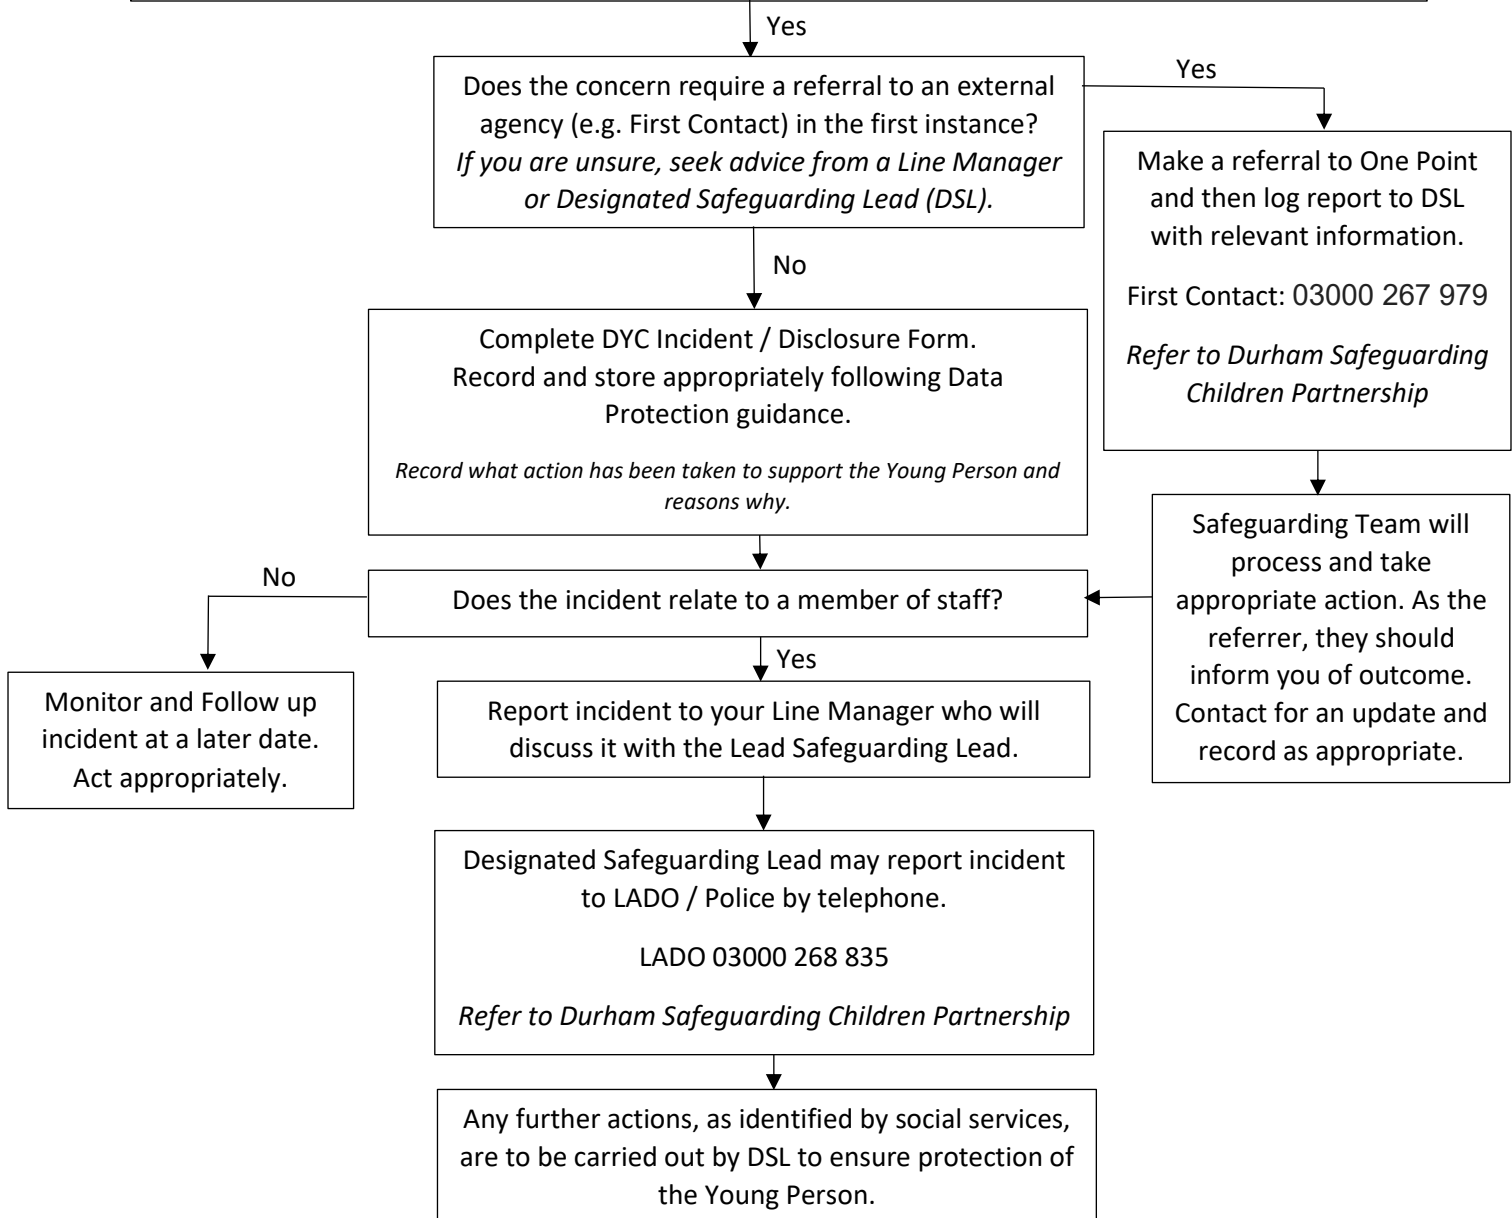 Yes
Does the concern require a referral to an external
agency (e.g. First Contact) in the first instance?
If you are unsure, seek advice from a Line Manager
or Designated Safeguarding Lead (DSL).
Yes
Make a referral to One Point
and then log report to DSL
with relevant information.
First Contact: 03000 267 979
Refer to Durham Safeguarding
Children Partnership
No
Complete DYC Incident / Disclosure Form.
Record and store appropriately following Data
Protection guidance.
Record what action has been taken to support the Young Person and
reasons why.
Safeguarding Team will
process and take
appropriate action. As the
referrer, they should
inform you of outcome.
Contact for an update and
record as appropriate.
Does the incident relate to a member of staff?
No
Monitor and Follow up
incident at a later date.
Act appropriately.
Yes
Report incident to your Line Manager who will
discuss it with the Lead Safeguarding Lead.
Designated Safeguarding Lead may report incident
to LADO / Police by telephone.
LADO 03000 268 835
Refer to Durham Safeguarding Children Partnership
Any further actions, as identified by social services,
are to be carried out by DSL to ensure protection of
the Young Person.